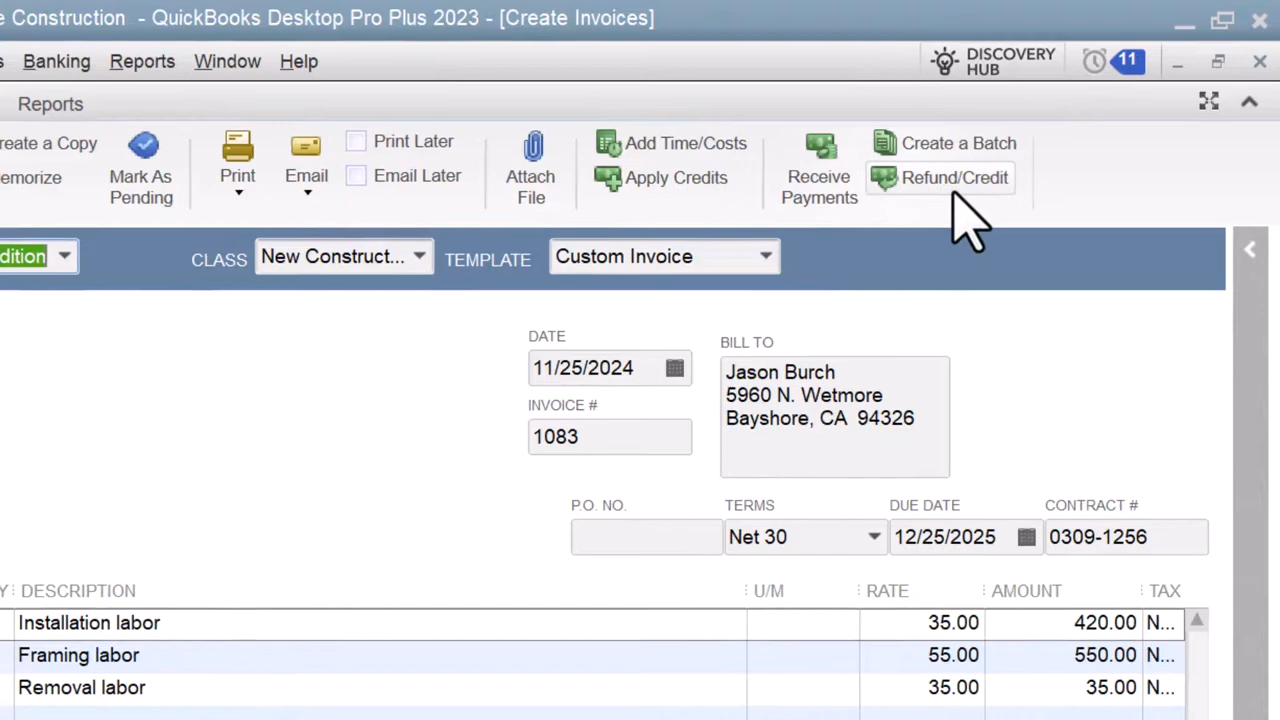 e Construction - QuickBooks Desktop Pro Plus 2023 - [Create Invoices]
s Banking Reports Window Help
DISCOVERY
HUB
11
Reports
reate a Copy
emorize
Mark As
Pending
Print
Email
Print Later
Email Later
Attach
File
Add Time/Costs
Apply Credits
Receive
Payments
Create a Batch
Refund/Credit
dition
CLASS New Construct... TEMPLATE Custom Invoice
DATE
11/25/2024
INVOICE #
1083
BILL TO
Jason Burch
5960 N. Wetmore
Bayshore, CA 94326
P.O. NO. TERMS DUE DATE CONTRACT #
Net 30 12/25/2025 0309-1256
Y DESCRIPTION U/M RATE AMOUNT TAX
Installation labor 35.00 420.00 N...
Framing labor 55.00 550.00 N...
Removal labor 35.00 35.00 N...